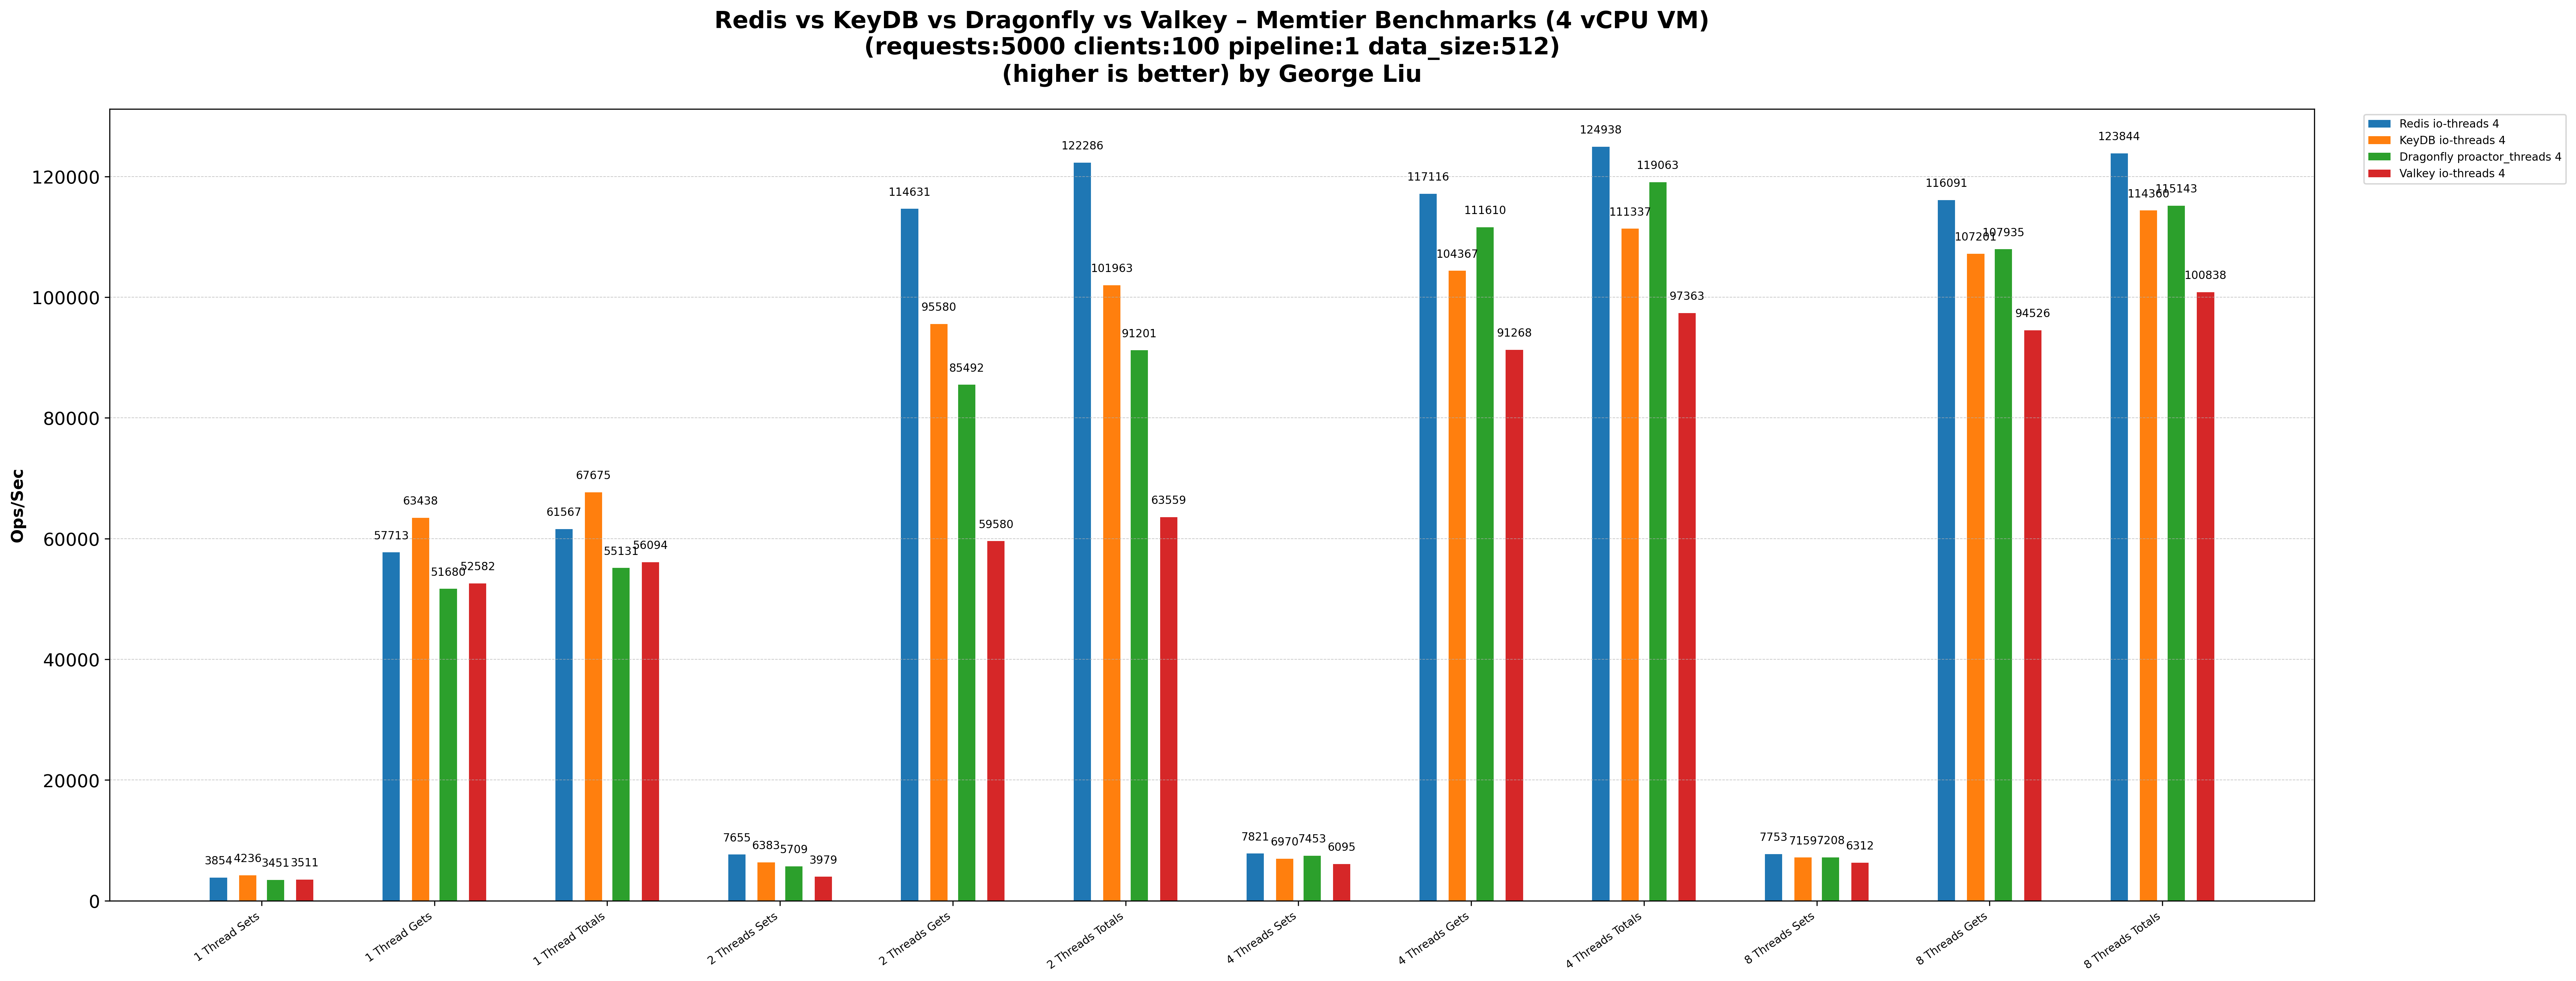 Redis vs KeyDB vs Dragonfly vs Valkey – Memtier Benchmarks (4 vCPU VM)
(requests:5000 clients:100 pipeline:1 data_size:512)
(higher is better) by George Liu
Redis io-threads 4
KeyDB io-threads 4
Dragonfly proactor_threads 4
Valkey io-threads 4
Ops/Sec
120000
100000
80000
60000
40000
20000
0
3854 4236 3451 3511
57713 63438 51680 52582
61567 67675 55131 56094
7655 6383 5709 3979
114631 95580 85492 59580
122286 101963 91201 63559
7821 6970 7453 6095
117116 104367 111610 91268
124938 111337 119063 97363
7753 7159 7208 6312
116091 107201 107935 94526
123844 114360 115143 100838
1 Thread Sets
1 Thread Gets
1 Thread Totals
2 Threads Sets
2 Threads Gets
2 Threads Totals
4 Threads Sets
4 Threads Gets
4 Threads Totals
8 Threads Sets
8 Threads Gets
8 Threads Totals